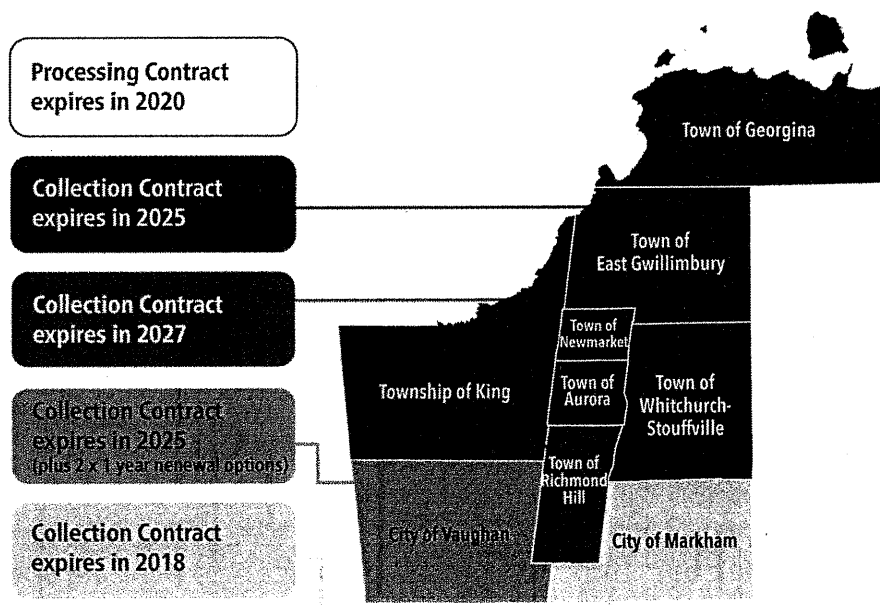 Processing Contract
expires in 2020
Collection Contract
expires in 2025
Collection Contract
expires in 2027
Collection Contract
expires in 2025
(plus 2 x 1 year nenewal options)
Collection Contract
expires in 2018
Town of Georgina
Town of
East Gwillimbury
Town of
Newmarket
Township of King
Town of
Aurora
Town of
Whitchurch-
Stouffville
Town of
Richmond
Hill
City of Vaughan
City of Markham